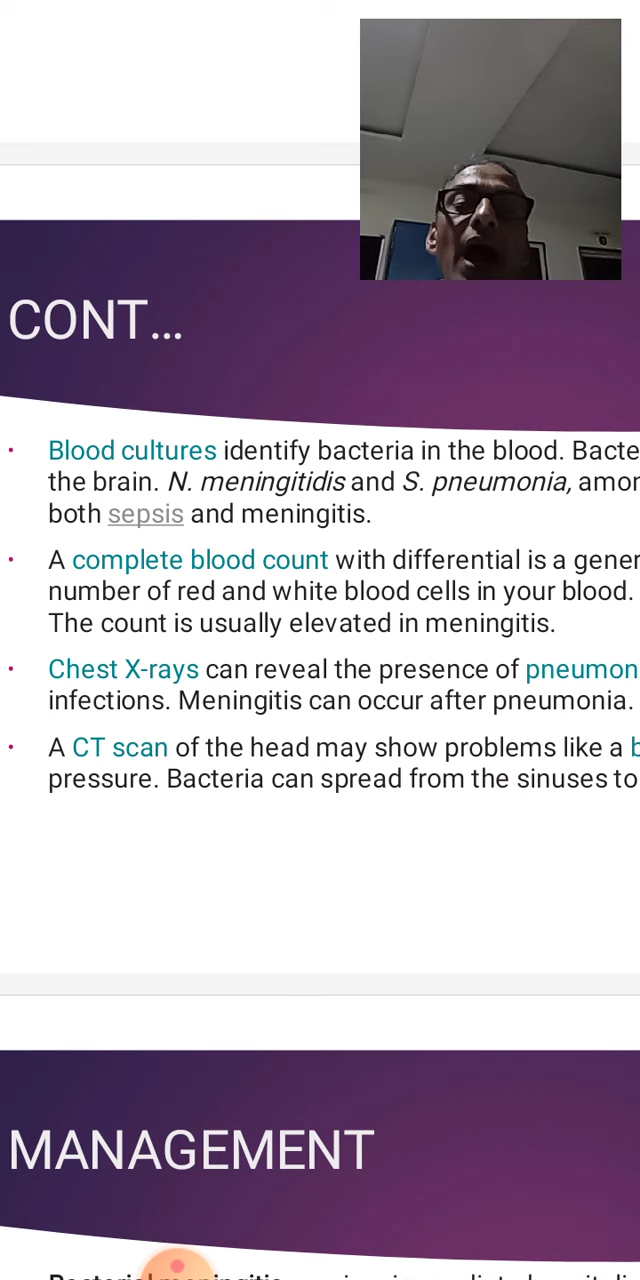 CONT...
• Blood cultures identify bacteria in the blood. Bacte
the brain. N. meningitidis and S. pneumonia, amon
both sepsis and meningitis.
• A complete blood count with differential is a gener
number of red and white blood cells in your blood.
The count is usually elevated in meningitis.
• Chest X-rays can reveal the presence of pneumon
infections. Meningitis can occur after pneumonia.
• A CT scan of the head may show problems like a b
pressure. Bacteria can spread from the sinuses to
MANAGEMENT
Bacterial meningitis